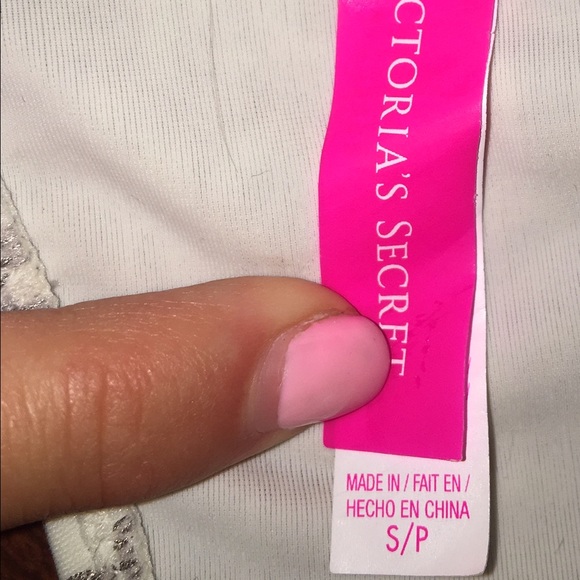 CTORIA'S SECRET
MADE IN / FAIT EN /
HECHO EN CHINA
S/P